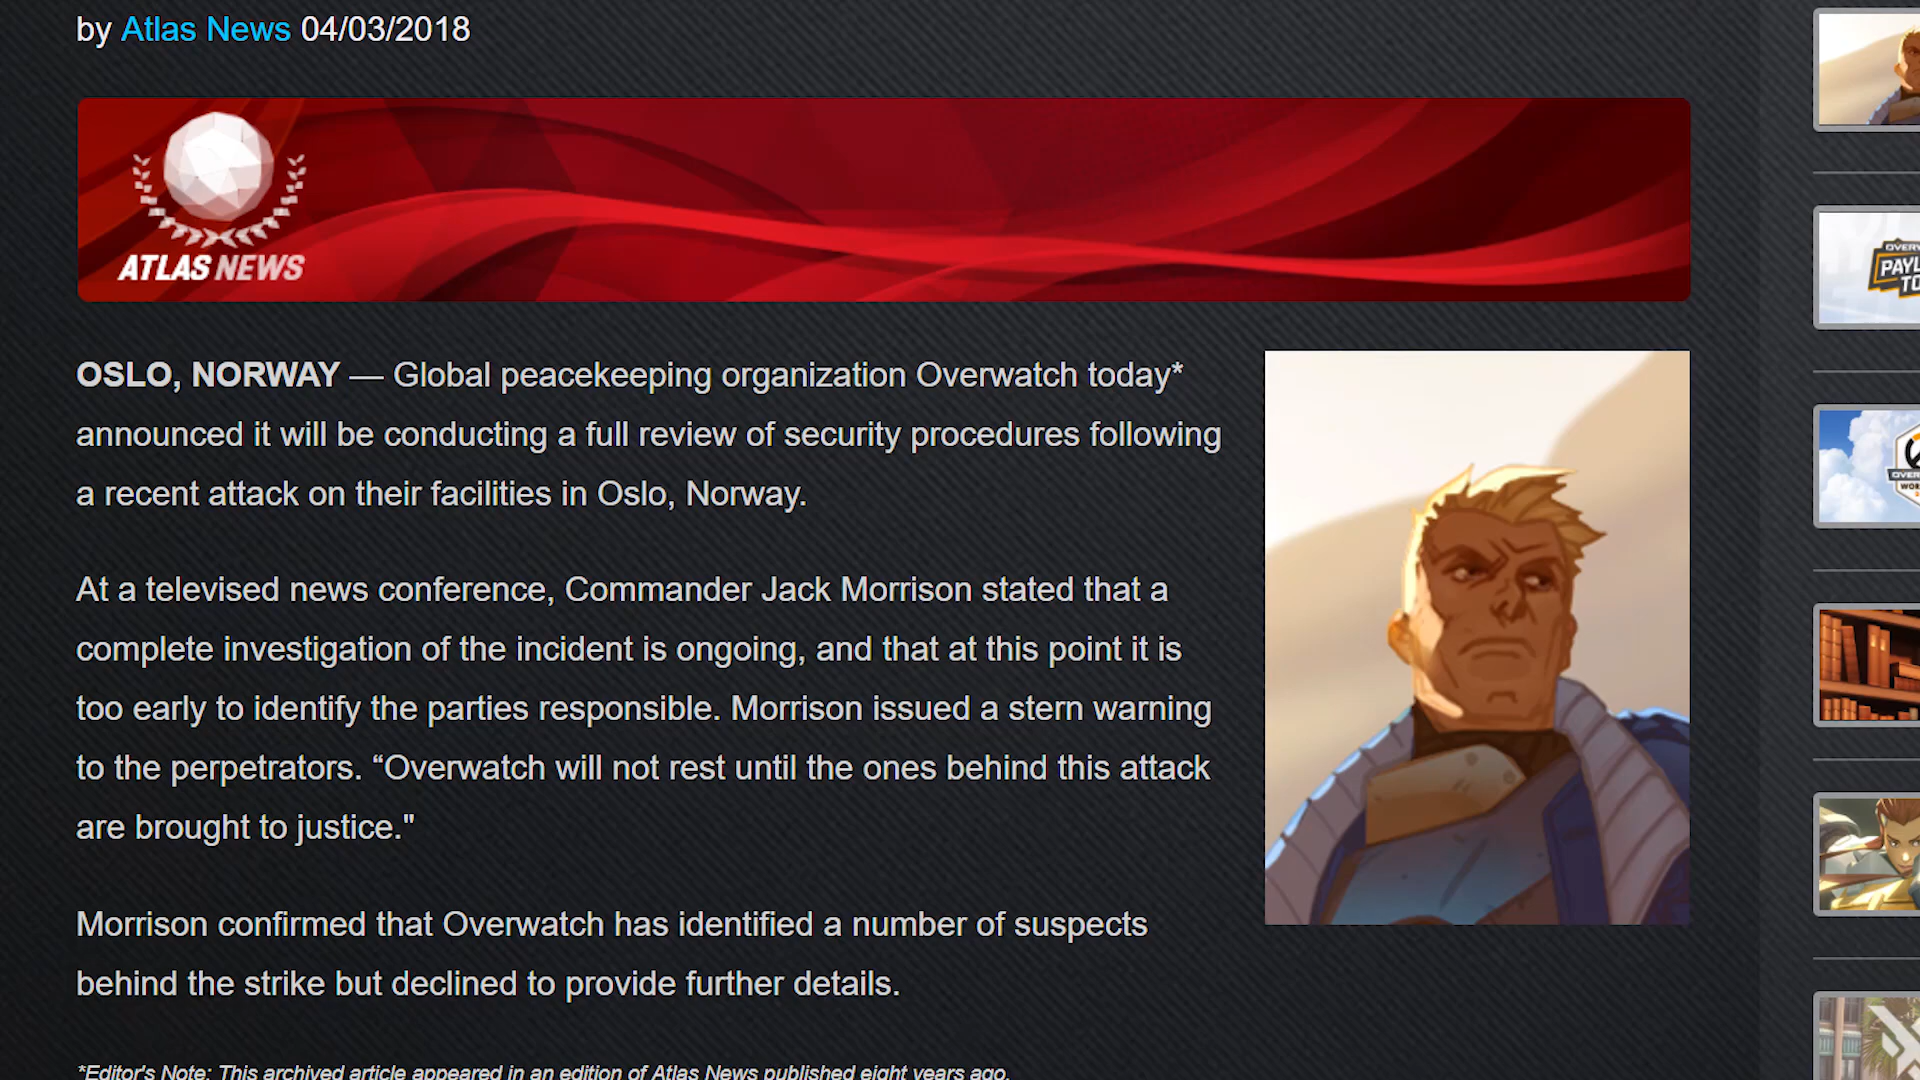 by Atlas News 04/03/2018
ATLAS NEWS
OSLO, NORWAY — Global peacekeeping organization Overwatch today*
announced it will be conducting a full review of security procedures following
a recent attack on their facilities in Oslo, Norway.
At a televised news conference, Commander Jack Morrison stated that a
complete investigation of the incident is ongoing, and that at this point it is
too early to identify the parties responsible. Morrison issued a stern warning
to the perpetrators. “Overwatch will not rest until the ones behind this attack
are brought to justice."
Morrison confirmed that Overwatch has identified a number of suspects
behind the strike but declined to provide further details.
*Editor's Note: This archived article appeared in an edition of Atlas News published eight years ago.